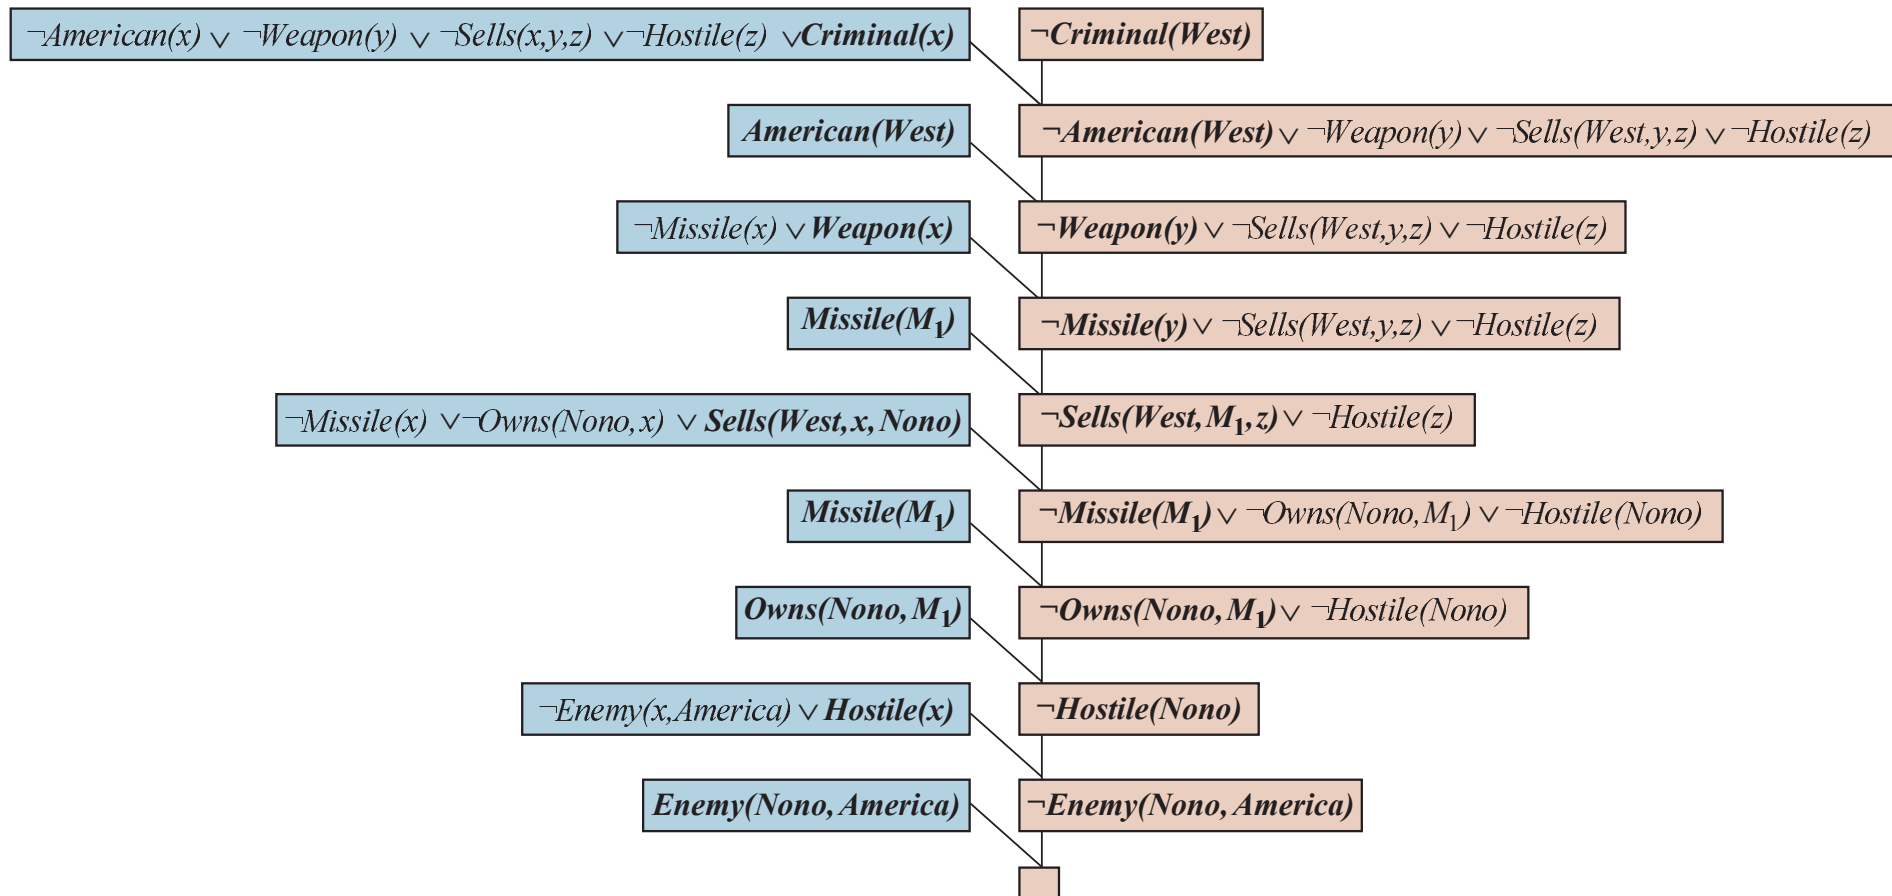 ¬American(x) ∨ ¬Weapon(y) ∨ ¬Sells(x,y,z) ∨ ¬Hostile(z) ∨ Criminal(x) ¬Criminal(West)
American(West) ¬American(West) ∨ ¬Weapon(y) ∨ ¬Sells(West,y,z) ∨ ¬Hostile(z)
¬Missile(x) ∨ Weapon(x) ¬Weapon(y) ∨ ¬Sells(West,y,z) ∨ ¬Hostile(z)
Missile(M₁) ¬Missile(y) ∨ ¬Sells(West,y,z) ∨ ¬Hostile(z)
¬Missile(x) ∨ ¬Owns(Nono,x) ∨ Sells(West,x,Nono) ¬Sells(West,M₁,z) ∨ ¬Hostile(z)
Missile(M₁) ¬Missile(M₁) ∨ ¬Owns(Nono,M₁) ∨ ¬Hostile(Nono)
Owns(Nono,M₁) ¬Owns(Nono,M₁) ∨ ¬Hostile(Nono)
¬Enemy(x,America) ∨ Hostile(x) ¬Hostile(Nono)
Enemy(Nono,America) ¬Enemy(Nono,America)